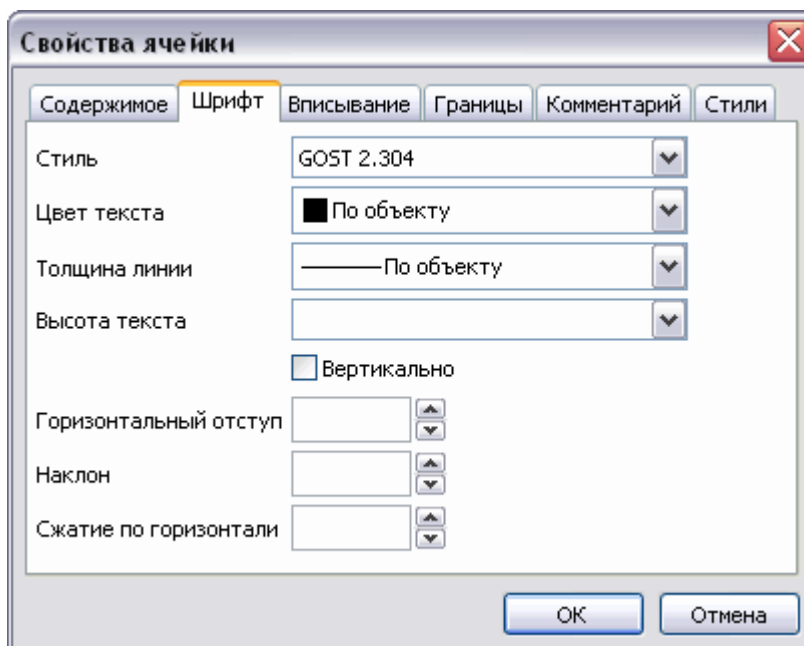 Свойства ячейки
Содержимое Шрифт Вписывание Границы Комментарий Стили
Стиль GOST 2.304
Цвет текста По объекту
Толщина линии По объекту
Высота текста
Вертикально
Горизонтальный отступ
Наклон
Сжатие по горизонтали
ОК Отмена